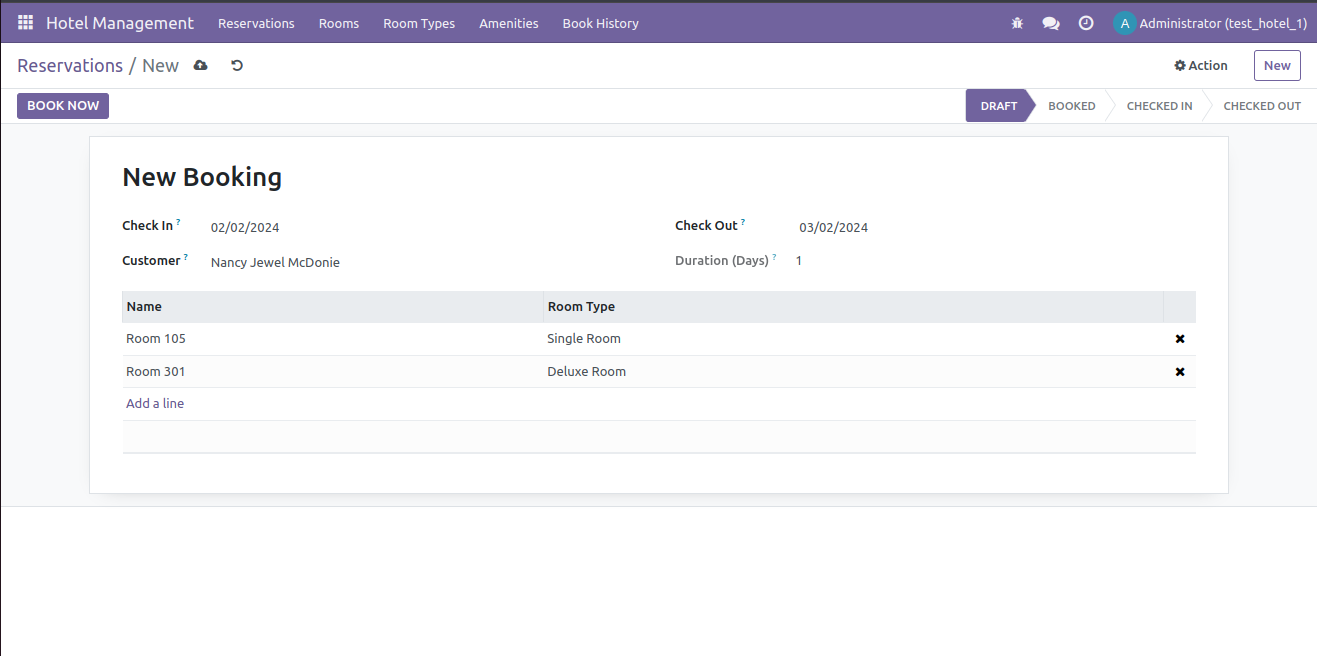 Hotel Management Reservations Rooms Room Types Amenities Book History A Administrator (test_hotel_1)
Reservations / New Action New
BOOK NOW DRAFT BOOKED CHECKED IN CHECKED OUT
New Booking
Check In ? 02/02/2024 Check Out ? 03/02/2024
Customer ? Nancy Jewel McDonie Duration (Days) ? 1
Name Room Type
Room 105 Single Room
Room 301 Deluxe Room
Add a line